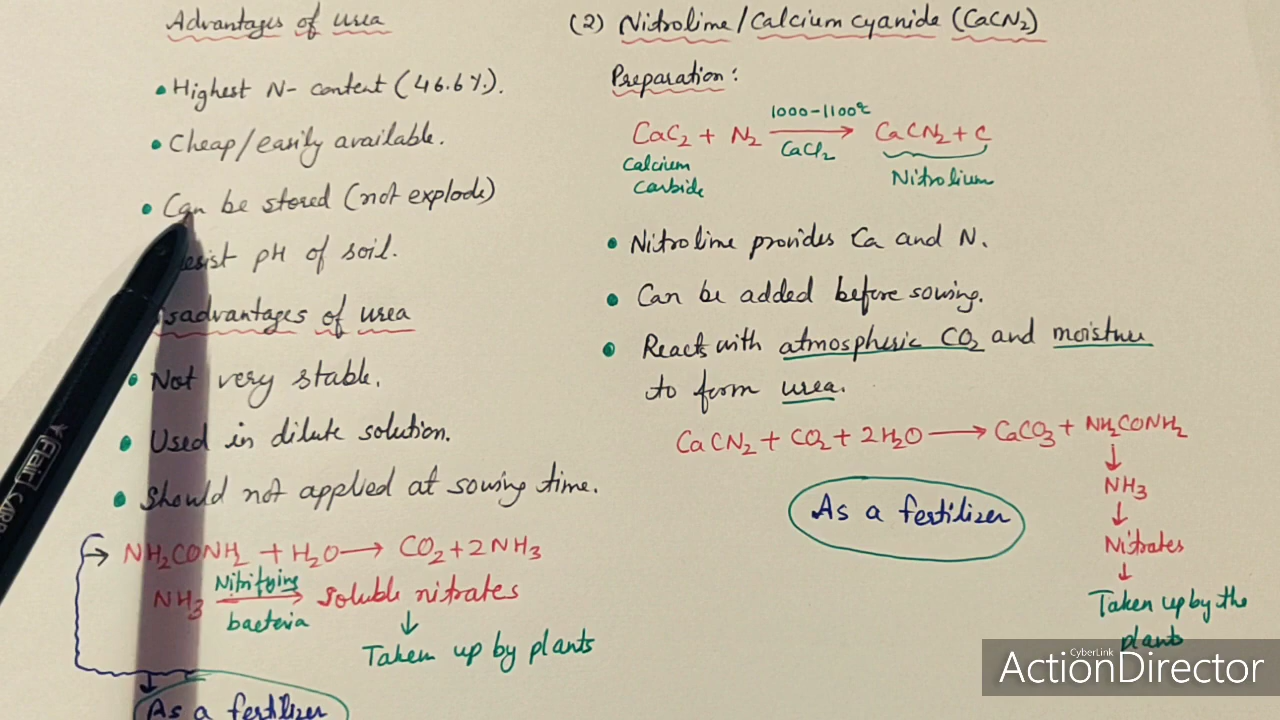 Advantages of urea
• Highest N- content (46.6%).
• Cheap/easily available.
• Can be stored (not explode)
esist pH of soil.
sadvantages of urea
• Not very stable.
• Used in dilute solution.
• Should not applied at sowing time.
NH2CONH2 + H2O → CO2 + 2NH3
NH3 Nitrifying bacteria → Soluble nitrates
↓
Taken up by plants
As a fertilizer
(2) Nitrolime/Calcium cyanide (CaCN2)
Preparation:
1000-1100°C
CaC2 + N2 → CaCN2 + C
CaCl2
Calcium carbide
Nitrolium
• Nitrolime provides Ca and N.
• Can be added before sowing.
• Reacts with atmospheric CO2 and moisture
to form urea.
CaCN2 + CO2 + 2H2O → CaCO3 + NH2CONH2
↓
NH3
↓
Nitrates
↓
Taken up by the
plants
As a fertilizer
Flair
CyberLink
ActionDirector